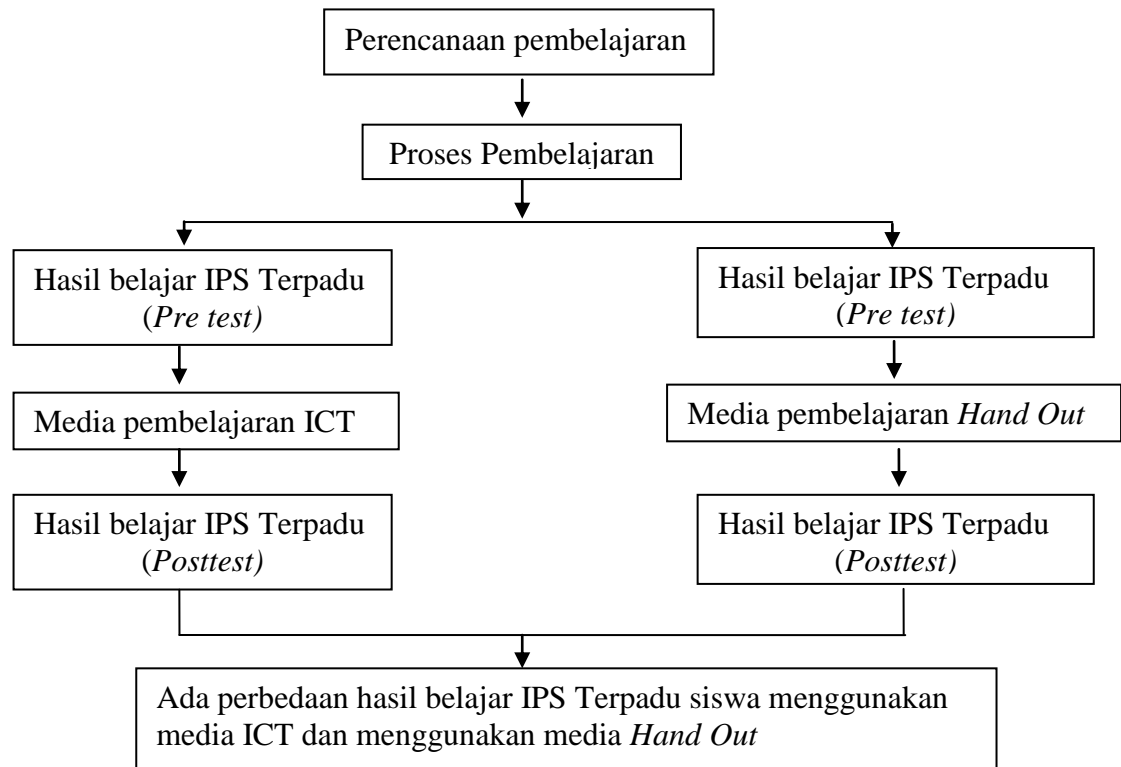 Perencanaan pembelajaran
Proses Pembelajaran
Hasil belajar IPS Terpadu
(Pre test)
Hasil belajar IPS Terpadu
(Pre test)
Media pembelajaran ICT
Media pembelajaran Hand Out
Hasil belajar IPS Terpadu
(Posttest)
Hasil belajar IPS Terpadu
(Posttest)
Ada perbedaan hasil belajar IPS Terpadu siswa menggunakan
media ICT dan menggunakan media Hand Out